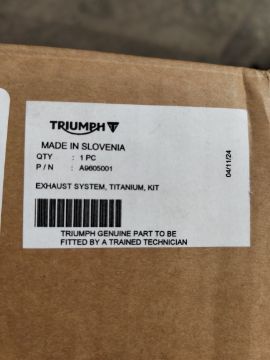 TRIUMPH
MADE IN SLOVENIA
QTY : 1 PC
P / N : A9605001
04/11/24
EXHAUST SYSTEM, TITANIUM, KIT
TRIUMPH GENUINE PART TO BE
FITTED BY A TRAINED TECHNICIAN